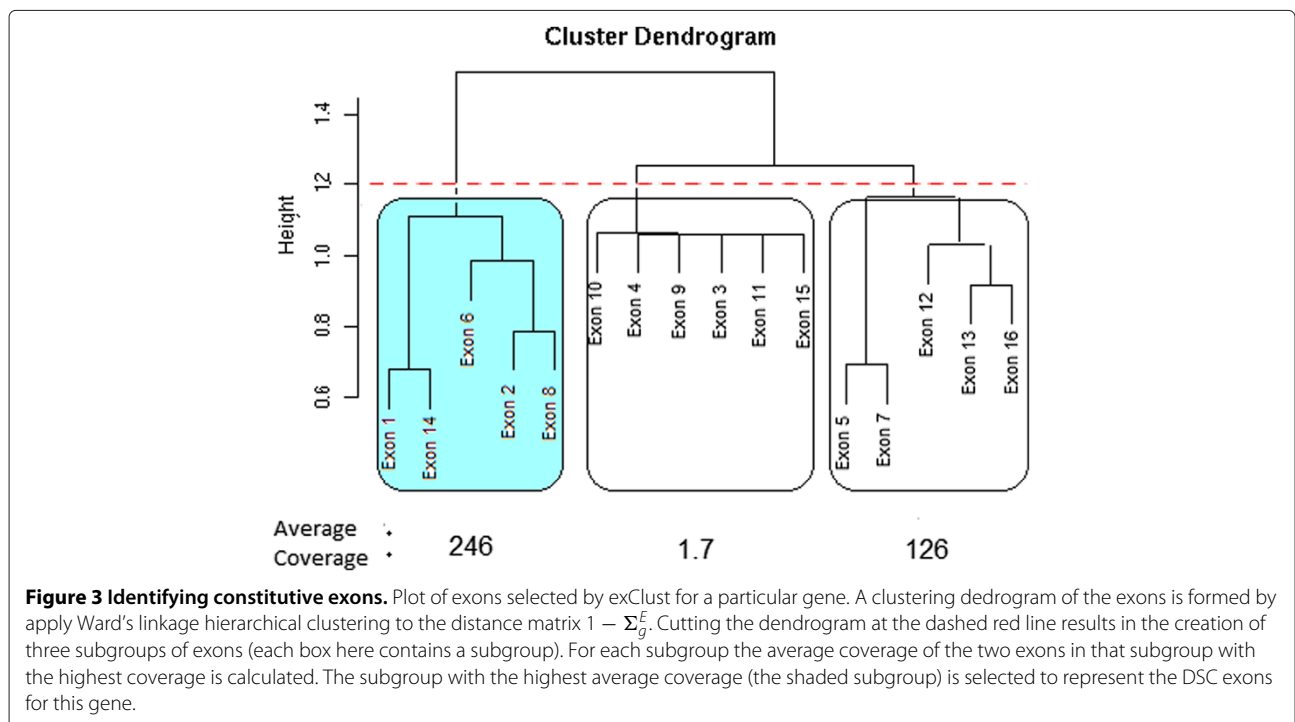 Cluster Dendrogram
Height
1.4
1.2
1.0
0.8
0.6
Exon 1
Exon 14
Exon 6
Exon 2
Exon 8
Exon 10
Exon 4
Exon 9
Exon 3
Exon 11
Exon 15
Exon 5
Exon 7
Exon 12
Exon 13
Exon 16
Average
Coverage : 246 1.7 126
Figure 3 Identifying constitutive exons. Plot of exons selected by exClust for a particular gene. A clustering dedrogram of the exons is formed by
apply Ward's linkage hierarchical clustering to the distance matrix 1 − Σ_g^E. Cutting the dendrogram at the dashed red line results in the creation of
three subgroups of exons (each box here contains a subgroup). For each subgroup the average coverage of the two exons in that subgroup with
the highest coverage is calculated. The subgroup with the highest average coverage (the shaded subgroup) is selected to represent the DSC exons
for this gene.